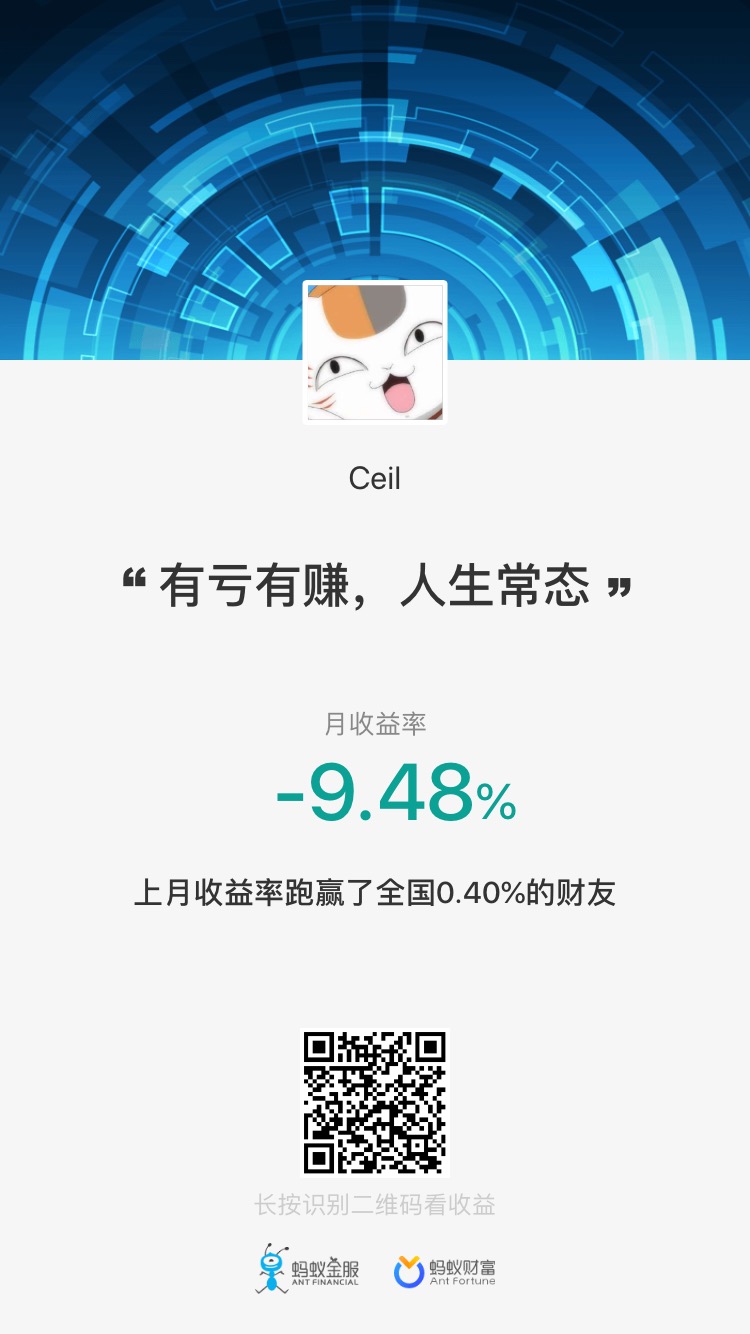 Ceil
“ 有亏有赚，人生常态 ”
月收益率
-9.48%
上月收益率跑赢了全国0.40%的财友
长按识别二维码看收益
蚂蚁金服
ANT FINANCIAL
蚂蚁财富
Ant Fortune